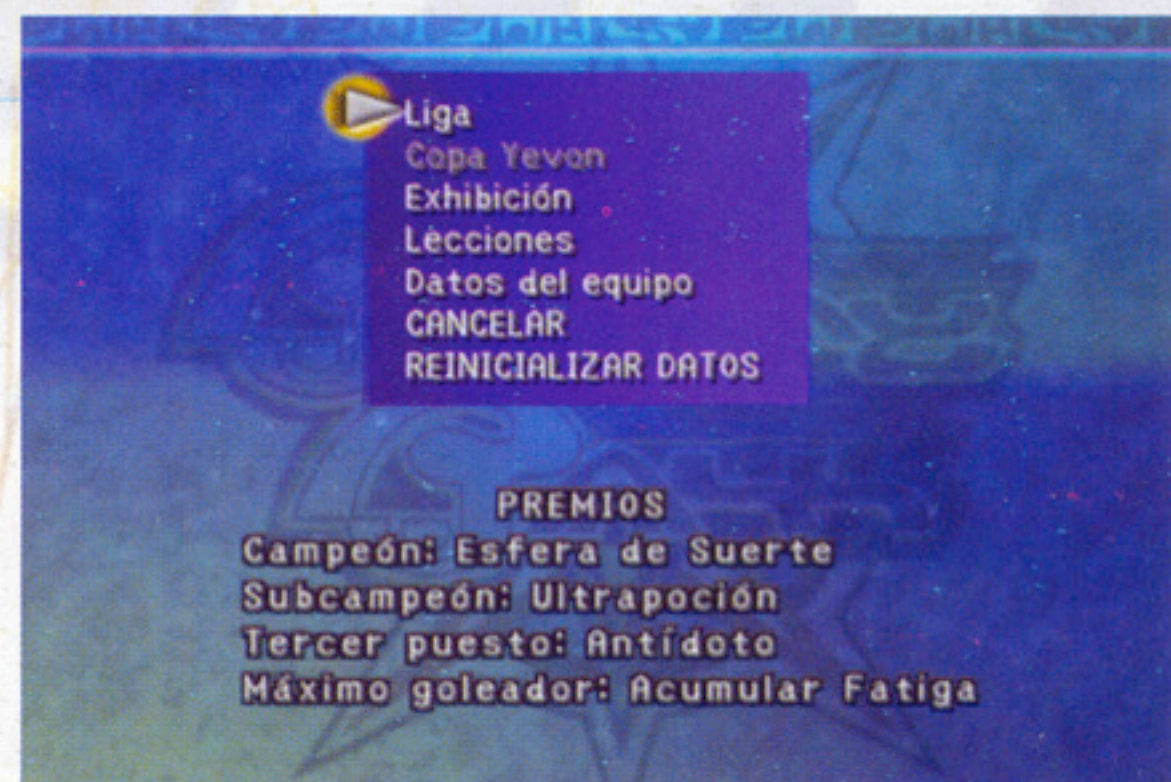 Liga
Copa Yevon
Exhibición
Lecciones
Datos del equipo
CANCELAR
REINICIALIZAR DATOS
PREMIOS
Campeón: Esfera de Suerte
Subcampeón: Ultrapoción
Tercer puesto: Antídoto
Máximo goleador: Acumular Fatiga